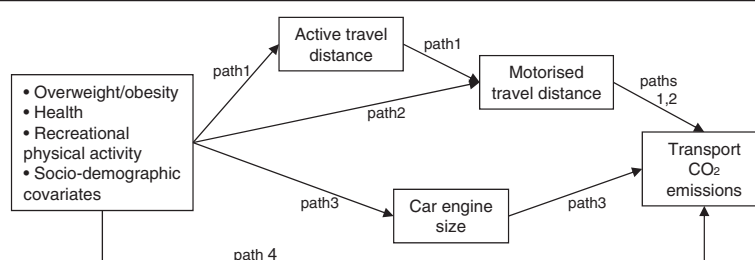 Active travel
distance
path1
path1
Motorised
travel distance
paths
1,2
• Overweight/obesity
• Health
• Recreational
physical activity
• Socio-demographic
covariates
path2
Transport
CO2
emissions
path3
Car engine
size
path3
path 4